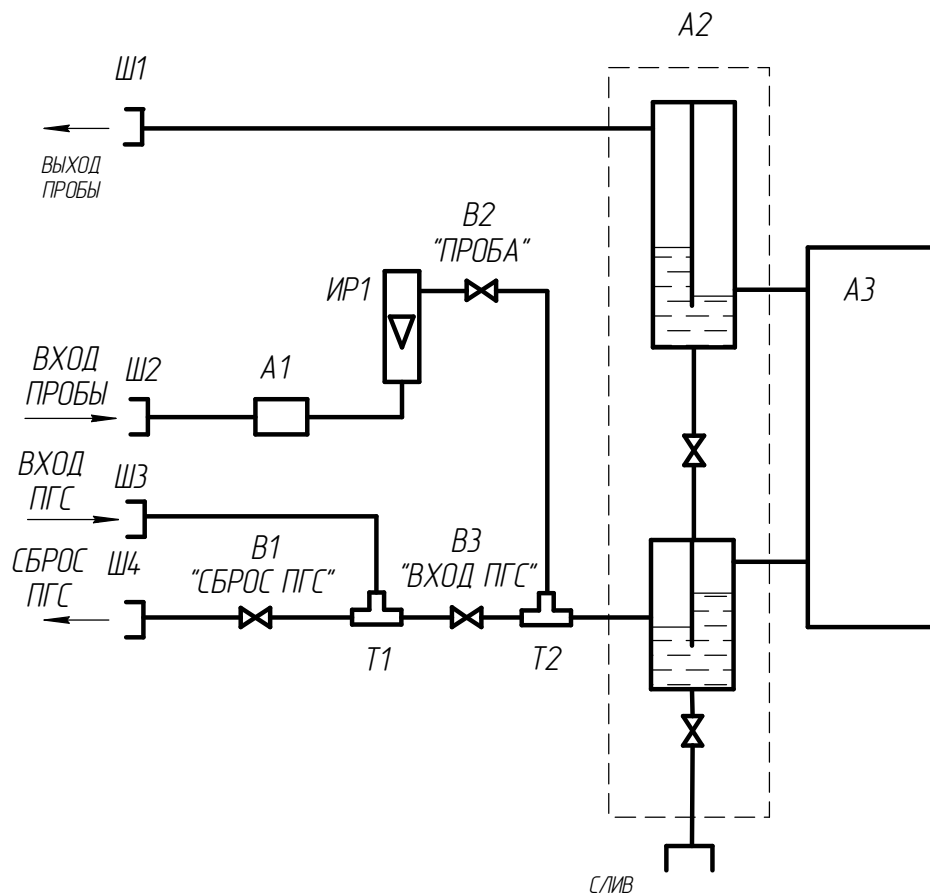 А2
Ш1
ВЫХОД
ПРОБЫ
В2
"ПРОБА"
ИР1
А3
ВХОД
ПРОБЫ
Ш2
А1
ВХОД
ПГС
Ш3
СБРОС
ПГС
Ш4
В1
"СБРОС ПГС"
В3
"ВХОД ПГС"
Т1
Т2
СЛИВ